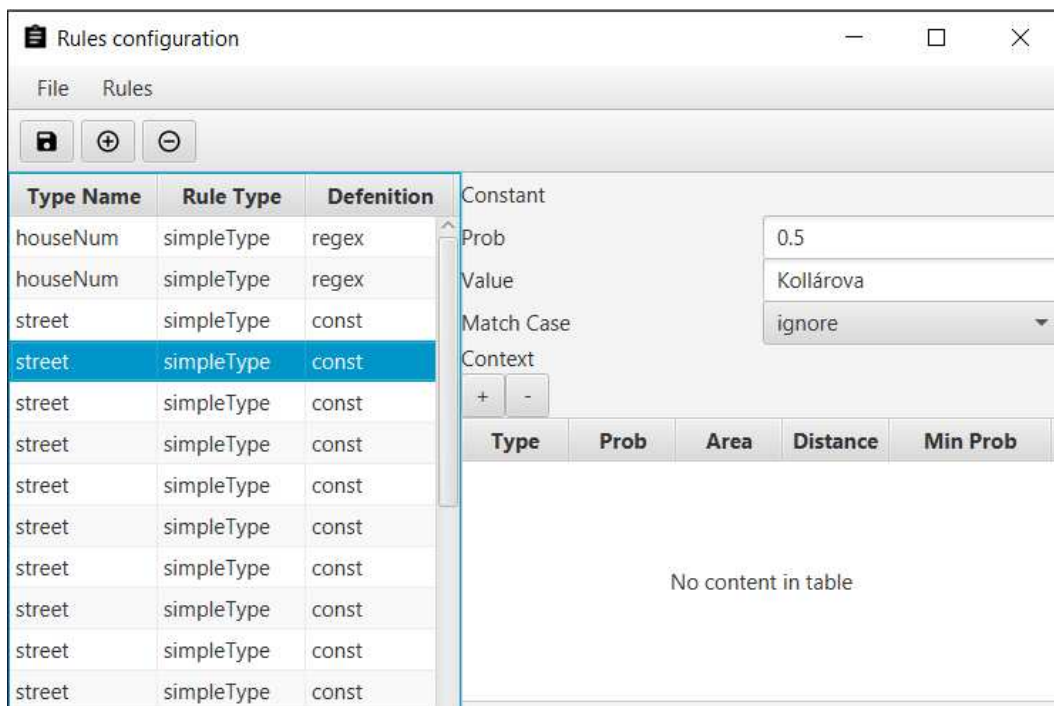 Rules configuration
File Rules
Type Name Rule Type Defenition
houseNum simpleType regex
houseNum simpleType regex
street simpleType const
street simpleType const
street simpleType const
street simpleType const
street simpleType const
street simpleType const
street simpleType const
street simpleType const
street simpleType const
street simpleType const
Constant
Prob 0.5
Value Kollárova
Match Case ignore
Context
+ -
Type Prob Area Distance Min Prob
No content in table